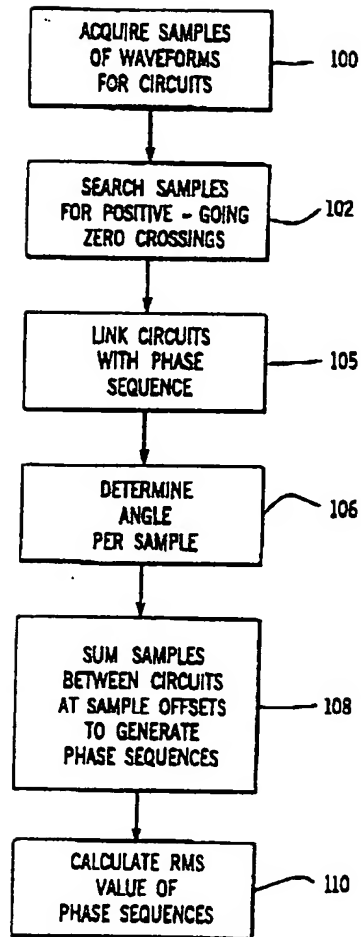 ACQUIRE SAMPLES
OF WAVEFORMS
FOR CIRCUITS
100
SEARCH SAMPLES
FOR POSITIVE - GOING
ZERO CROSSINGS
102
LINK CIRCUITS
WITH PHASE
SEQUENCE
105
DETERMINE
ANGLE
PER SAMPLE
106
SUM SAMPLES
BETWEEN CIRCUITS
AT SAMPLE OFFSETS
TO GENERATE
PHASE SEQUENCES
108
CALCULATE RMS
VALUE OF
PHASE SEQUENCES
110